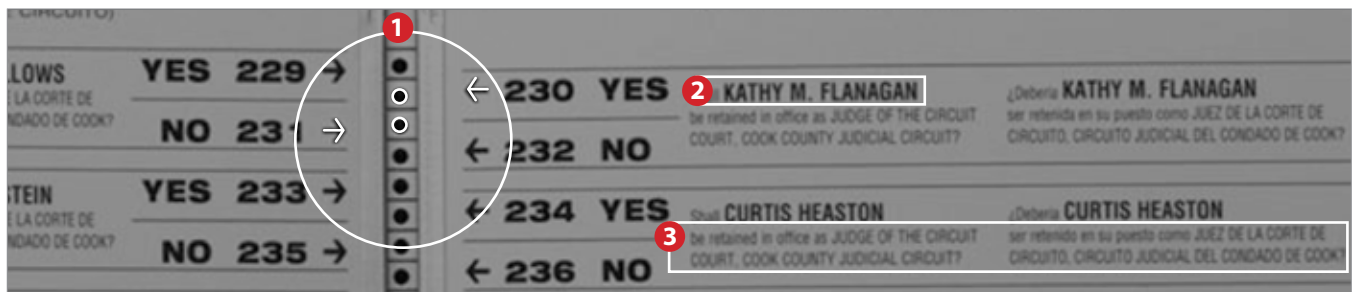 CIRCUITO)
1
LLOWS
E LA CORTE DE
NDADO DE COOK?
YES 229 →
NO 231 →
← 230 YES
← 232 NO
2
KATHY M. FLANAGAN
be retained in office as JUDGE OF THE CIRCUIT
COURT, COOK COUNTY JUDICIAL CIRCUIT?
¿Debería KATHY M. FLANAGAN
ser retenida en su puesto como JUEZ DE LA CORTE DE
CIRCUITO, CIRCUITO JUDICIAL DEL CONDADO DE COOK?
STEIN
E LA CORTE DE
NDADO DE COOK?
YES 233 →
NO 235 →
← 234 YES
← 236 NO
Shall CURTIS HEASTON
3
be retained in office as JUDGE OF THE CIRCUIT
COURT, COOK COUNTY JUDICIAL CIRCUIT?
¿Debería CURTIS HEASTON
ser retenido en su puesto como JUEZ DE LA CORTE DE
CIRCUITO, CIRCUITO JUDICIAL DEL CONDADO DE COOK?